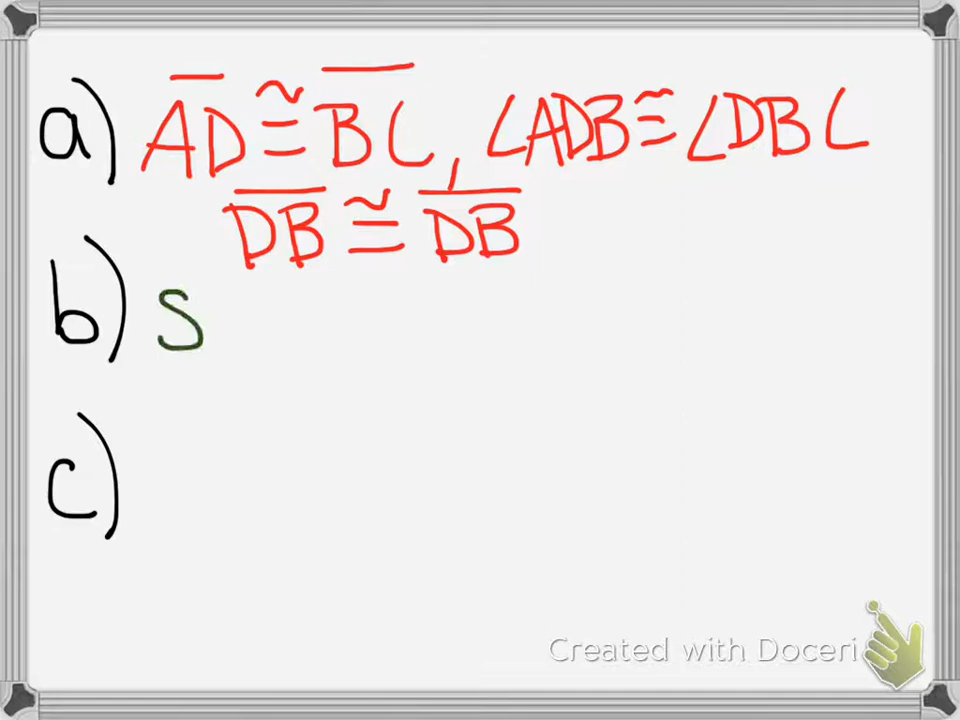 a) AD ≅ BC, ∠ADB ≅ ∠DBC
DB ≅ DB
b) S
c)
Created with Doceri